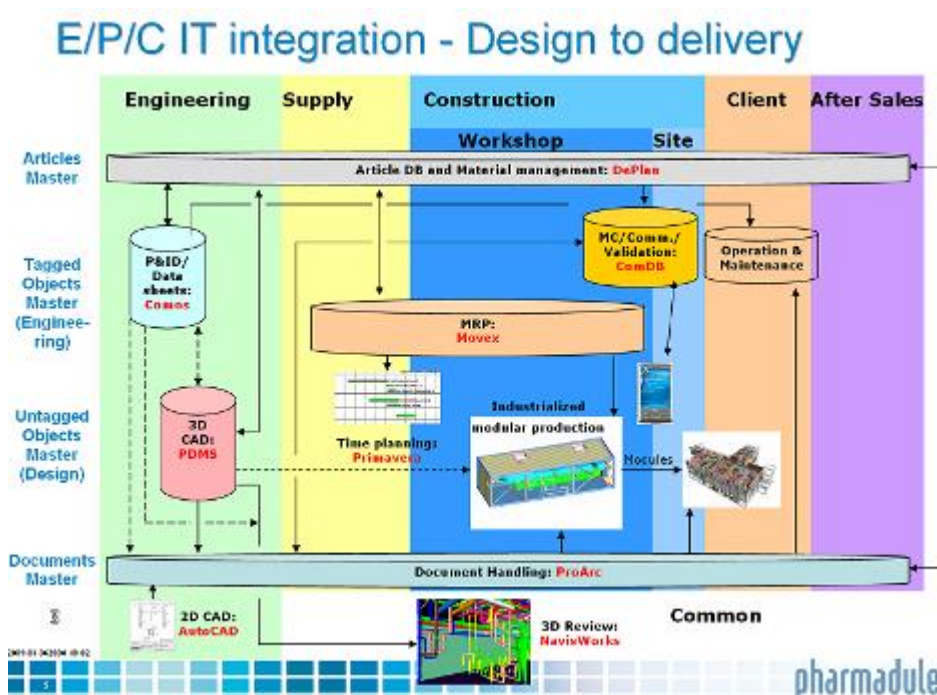 E/P/C IT integration - Design to delivery
Engineering
Supply
Construction
Client
After Sales
Workshop
Site
Articles
Master
Article DB and Material management: DePlan
P&ID/
Data
sheets:
Comos
MC/Comm./
Validation:
ComDB
Operation &
Maintenance
Tagged
Objects
Master
(Enginee-
ring)
MRP:
Movex
Untagged
Objects
Master
(Design)
3D
CAD:
PDMS
Time planning:
Primavera
Industrialized
modular production
Documents
Master
Document Handling: ProArc
2D CAD:
AutoCAD
3D Review:
NavisWorks
Common
5
pharmadule